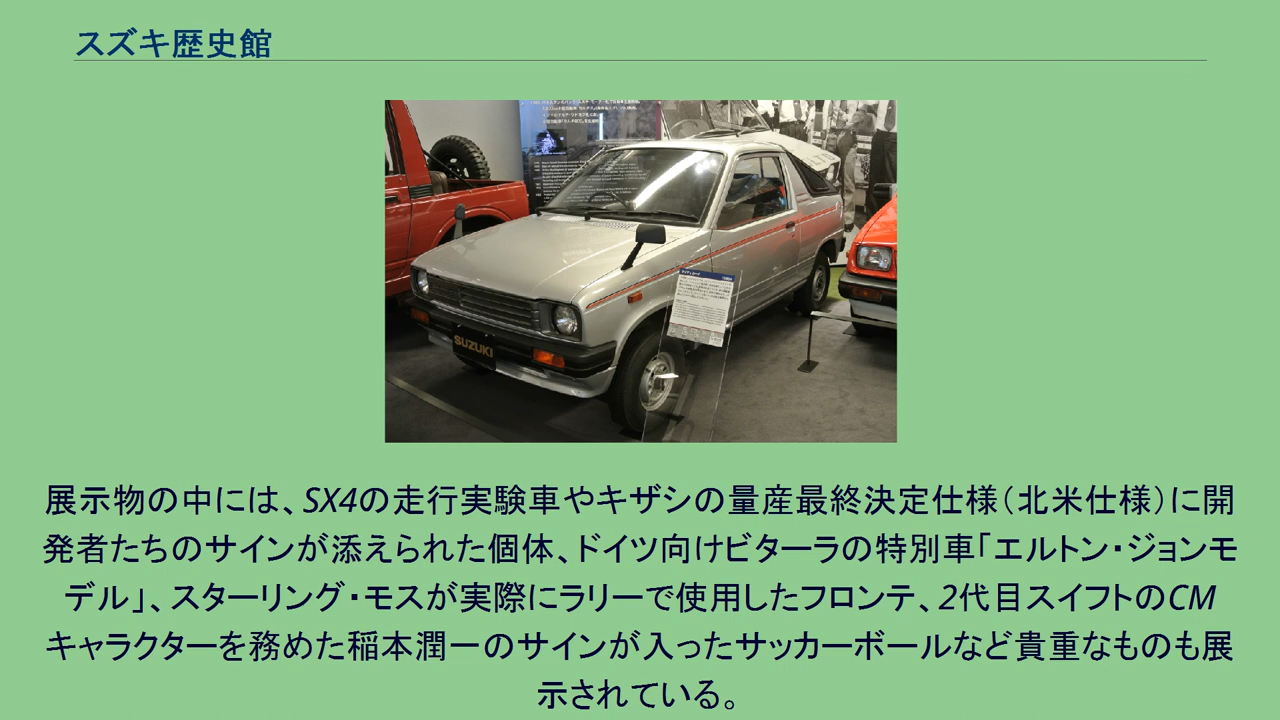 スズキ歴史館
SUZUKI
展示物の中には、SX4の走行実験車やキザシの量産最終決定仕様（北米仕様）に開
発者たちのサインが添えられた個体、ドイツ向けビターラの特別車「エルトン・ジョンモ
デル」、スターリング・モスが実際にラリーで使用したフロンテ、2代目スイフトのCM
キャラクターを務めた稲本潤一のサインが入ったサッカーボールなど貴重なものも展
示されている。